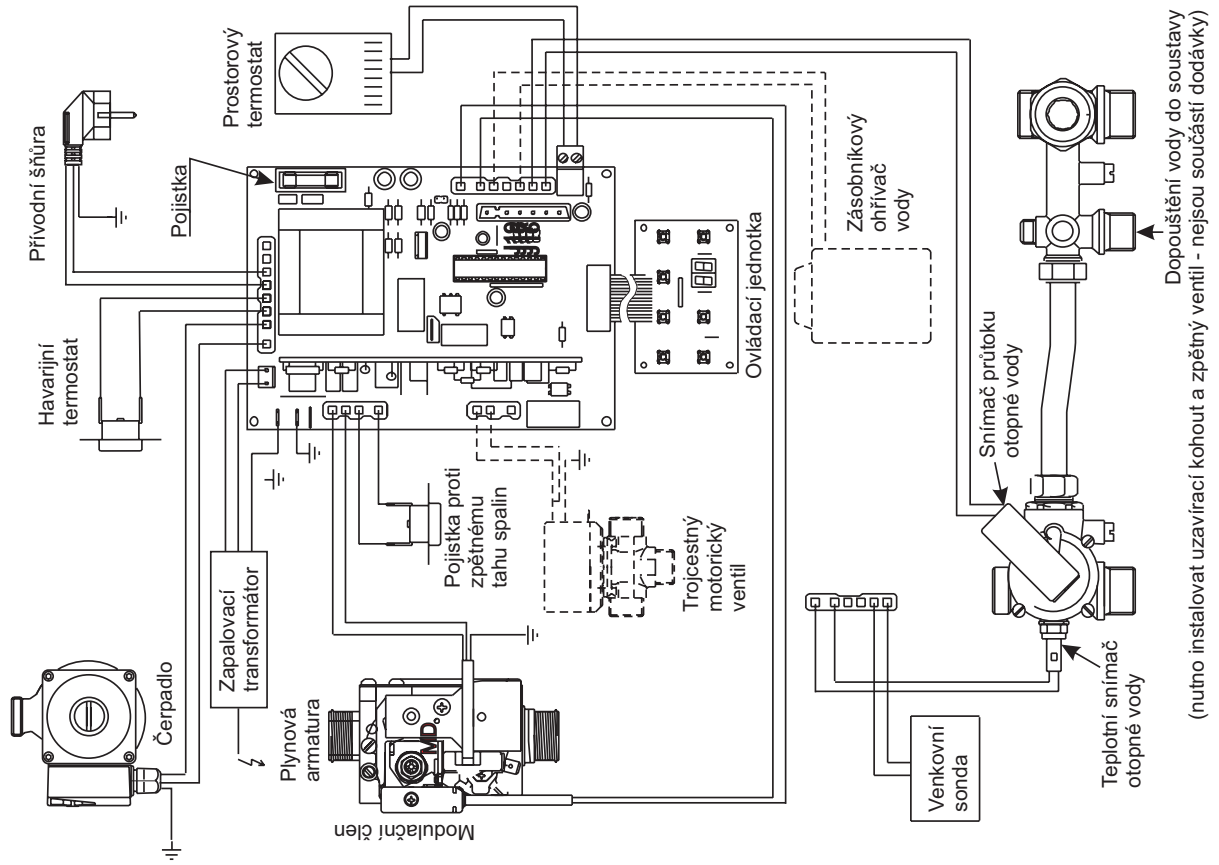 Přívodní šňůra
Havarijní
termostat
Pojistka
Prostorový
termostat
Čerpadlo
Zapalovací
transformátor
Plynová
armatura
MD
Modulační člen
Pojistka proti
zpětnému
tahu spalin
Trojcestný
motorický
ventil
Ovládací jednotka
Zásobníkový
ohřívač
vody
Snímač průtoku
otopné vody
Venkovní
sonda
Teplotní snímač
otopné vody
Dopouštění vody do soustavy
(nutno instalovat uzavírací kohout a zpětný ventil - nejsou součástí dodávky)